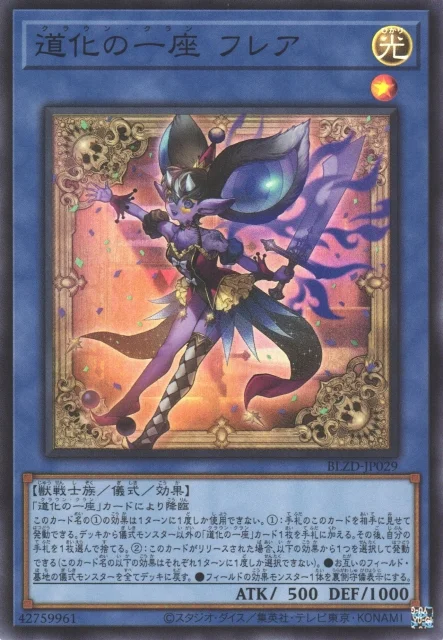 道化の一座 フレア
クラウン・クラン
光
BLZD-JP029
【獣戦士族／儀式／効果】
「道化の一座」カードにより降臨
このカード名の①の効果は1ターンに1度しか使用できない。①：手札のこのカードを相手に見せて
発動できる。デッキから儀式モンスター以外の「道化の一座」カード1枚を手札に加える。その後、自分の
手札を1枚選んで捨てる。②：このカードがリリースされた場合、以下の効果から1つを選択して発動
できる（このカード名の以下の効果はそれぞれ1ターンに1度しか選択できない）。●お互いのフィールド・
墓地の儀式モンスターを全てデッキに戻す。●フィールドの効果モンスター1体を裏側守備表示にする。
ATK/ 500 DEF/1000
42759961
©スタジオ・ダイス／集英社・テレビ東京・KONAMI